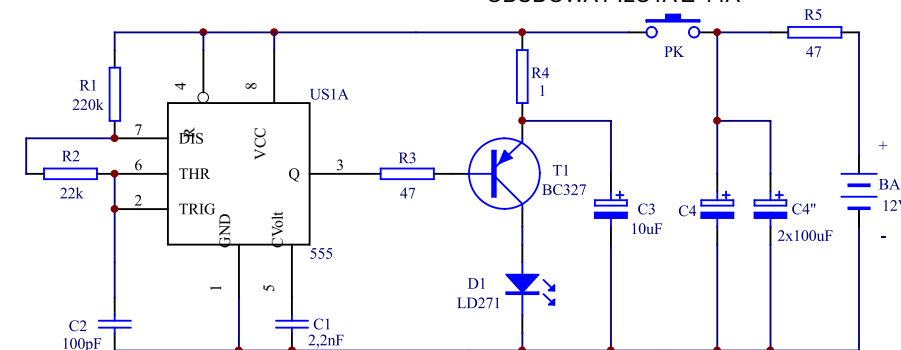 R5
47
PK
R4
1
R1
220k
4
8
US1A
7
DIS
R
VCC
R2
22k
6
THR
Q
3
R3
47
T1
BC327
+
BA
12V
2
TRIG
GND
CVolt
555
+
C3
10uF
C4
+
+
C4"
2x100uF
-
1
5
D1
LD271
C2
100pF
C1
2,2nF